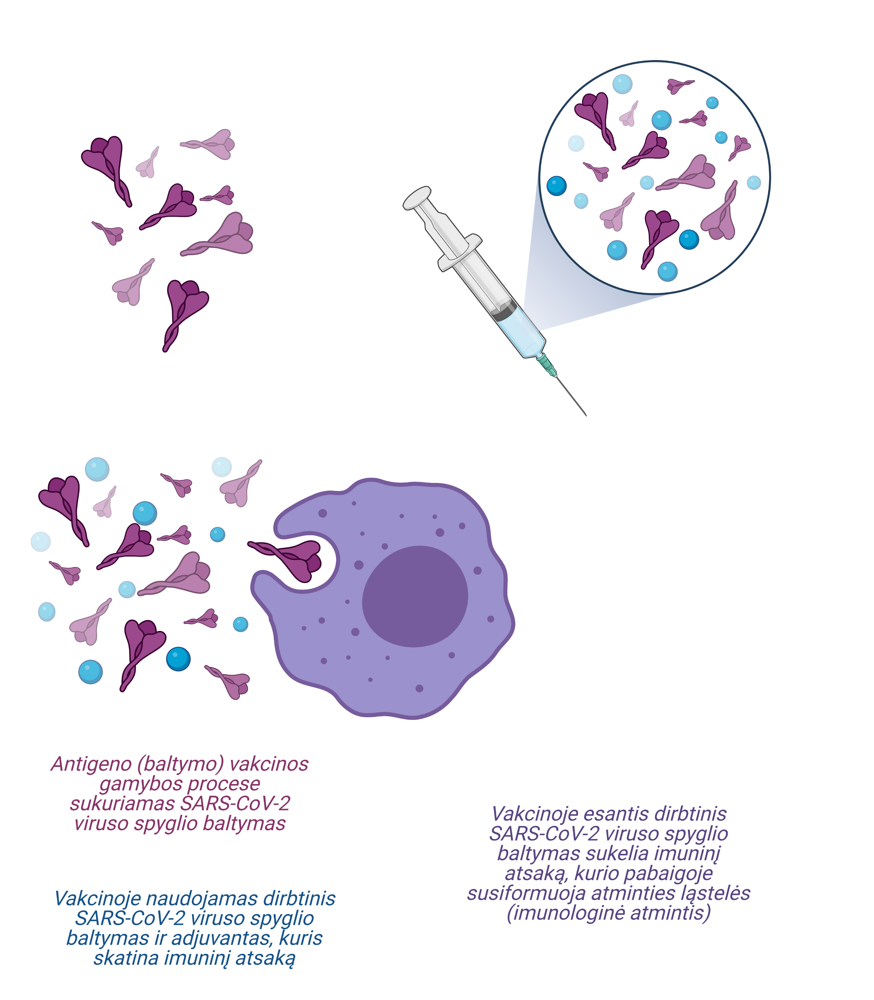 Antigeno (baltymo) vakcinos
gamybos procese
sukuriamas SARS-CoV-2
viruso spyglio baltymas
Vakcinoje naudojamas dirbtinis
SARS-CoV-2 viruso spyglio
baltymas ir adjuvantas, kuris
skatina imuninį atsaką
Vakcinoje esantis dirbtinis
SARS-CoV-2 viruso spyglio
baltymas sukelia imuninį
atsaką, kurio pabaigoje
susiformuoja atminties ląstelės
(imunologinė atmintis)